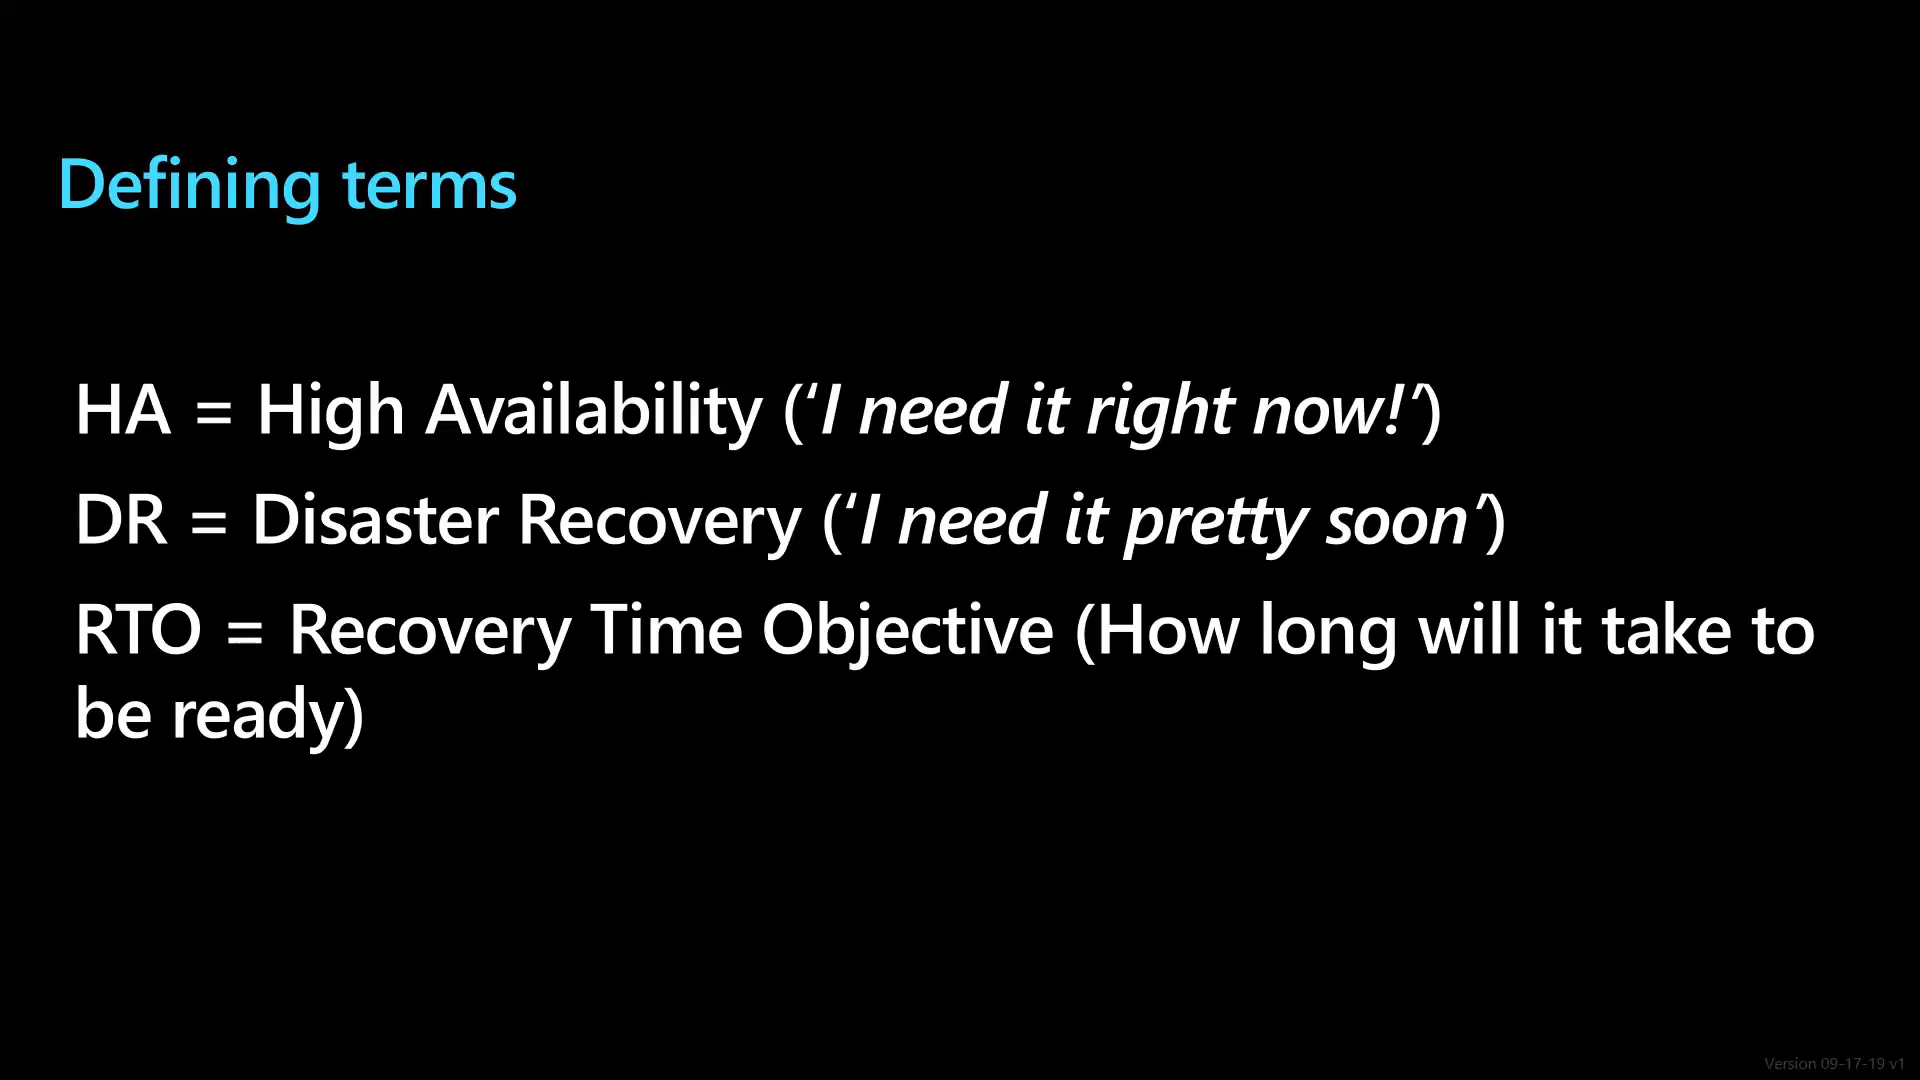 Defining terms
HA = High Availability (‘I need it right now!’)
DR = Disaster Recovery (‘I need it pretty soon’)
RTO = Recovery Time Objective (How long will it take to
be ready)
Version 09-17-19 v1